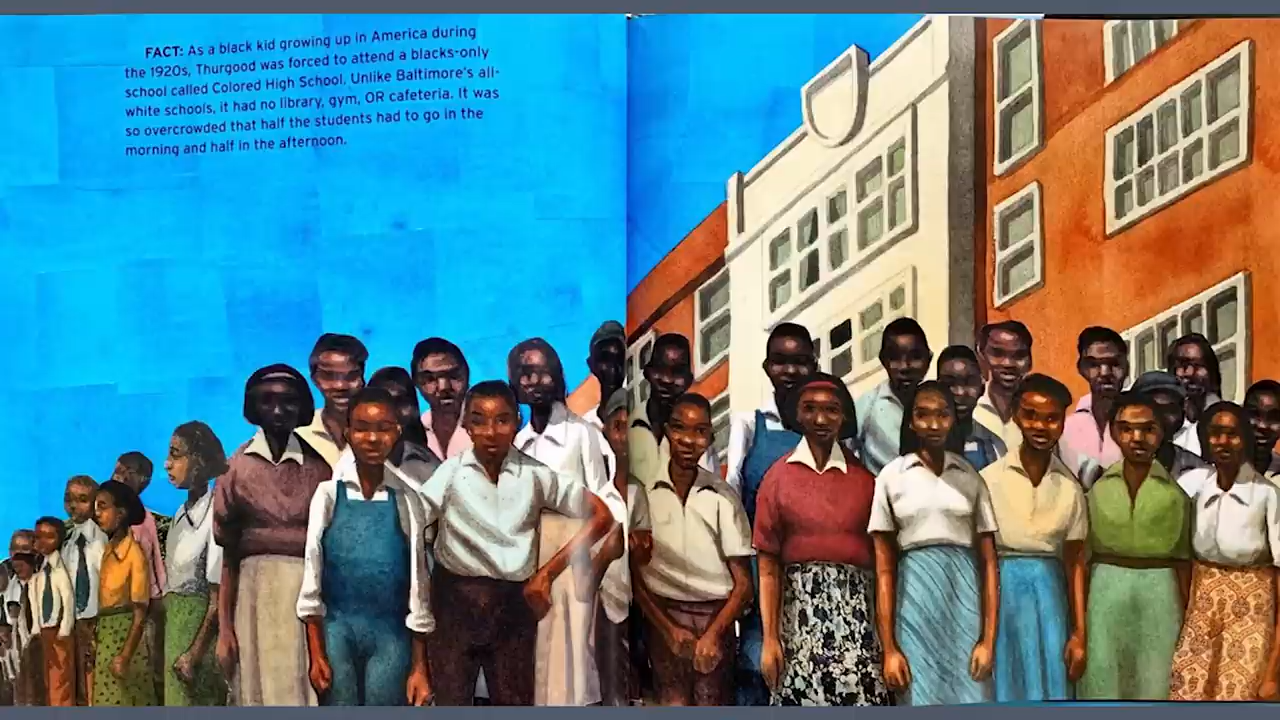 FACT: As a black kid growing up in America during
the 1920s, Thurgood was forced to attend a blacks-only
school called Colored High School. Unlike Baltimore's all-
white schools, it had no library, gym, OR cafeteria. It was
so overcrowded that half the students had to go in the
morning and half in the afternoon.